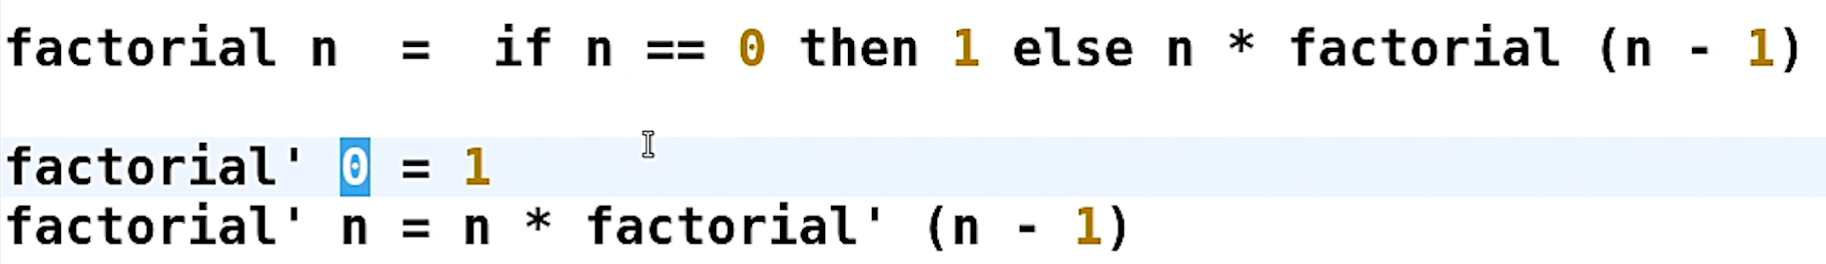 factorial n  =  if n == 0 then 1 else n * factorial (n - 1)
factorial' 0 = 1
factorial' n = n * factorial' (n - 1)